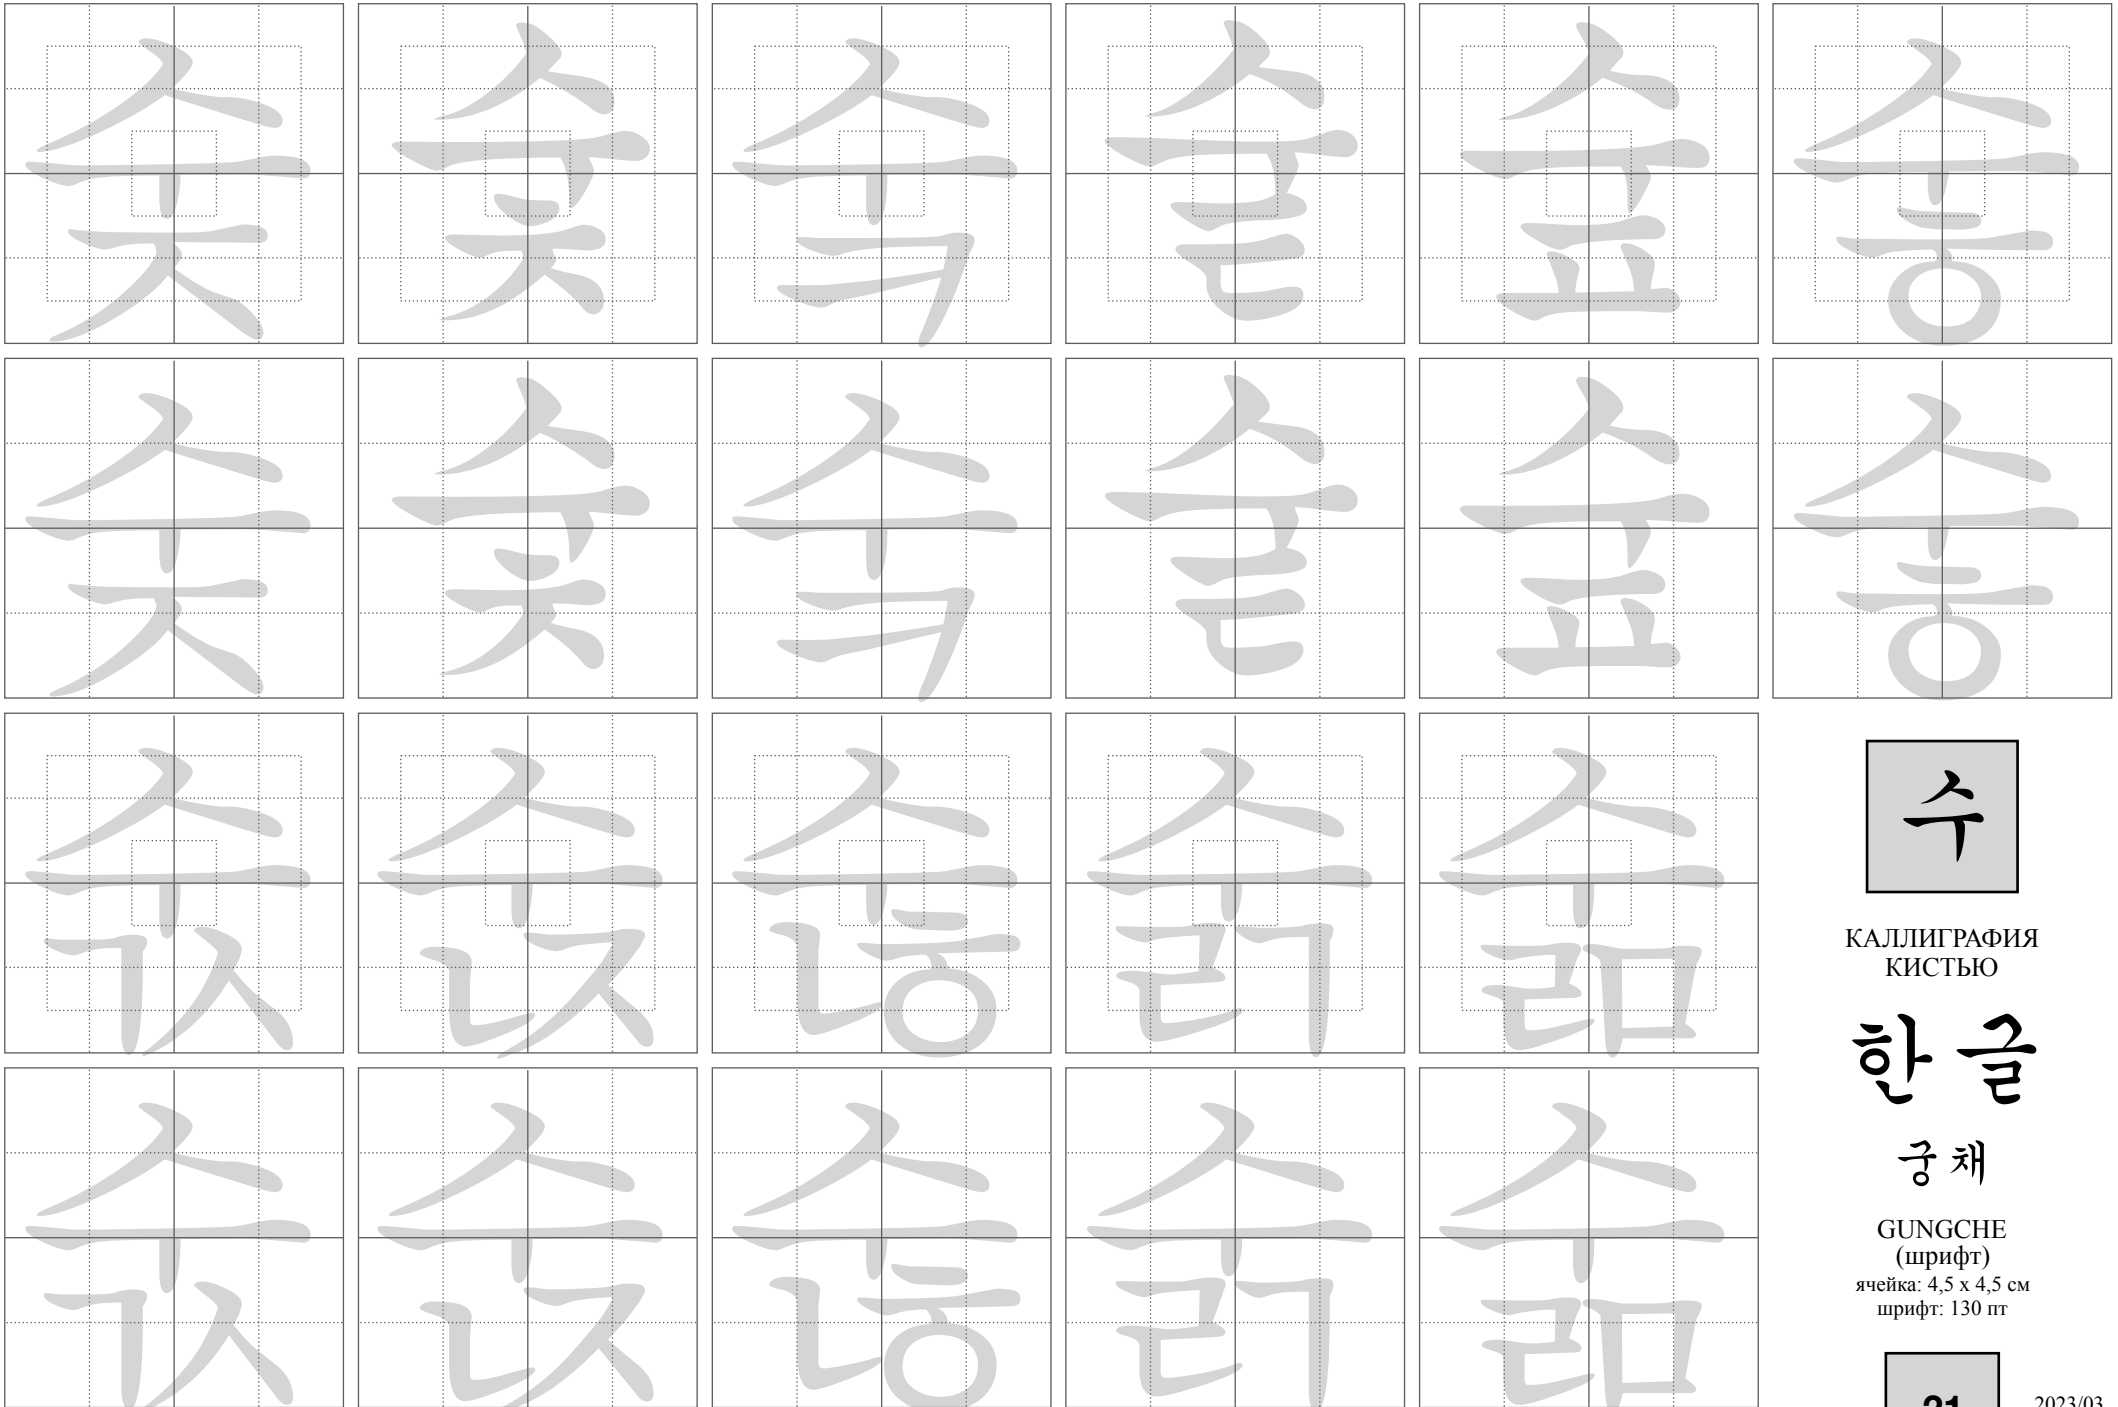 숮 숯 숰 숱 숲 숳
숮 숯 숰 숱 숲 숳
숛 숝 숞 숡 숢
숛 숝 숞 숡 숢
수
КАЛЛИГРАФИЯ
КИСТЬЮ
한글
궁채
GUNGCHE
(шрифт)
ячейка: 4,5 x 4,5 см
шрифт: 130 пт
21
2023/03